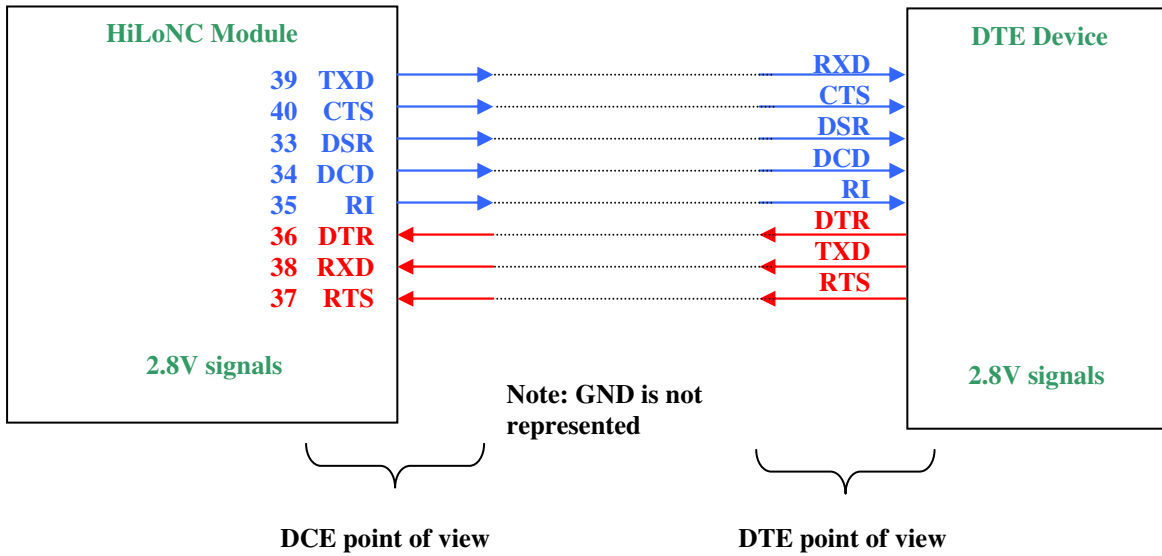 HiLoNC Module
39 TXD
40 CTS
33 DSR
34 DCD
35 RI
36 DTR
38 RXD
37 RTS
2.8V signals
DTE Device
RXD
CTS
DSR
DCD
RI
DTR
TXD
RTS
2.8V signals
Note: GND is not
represented
DCE point of view
DTE point of view